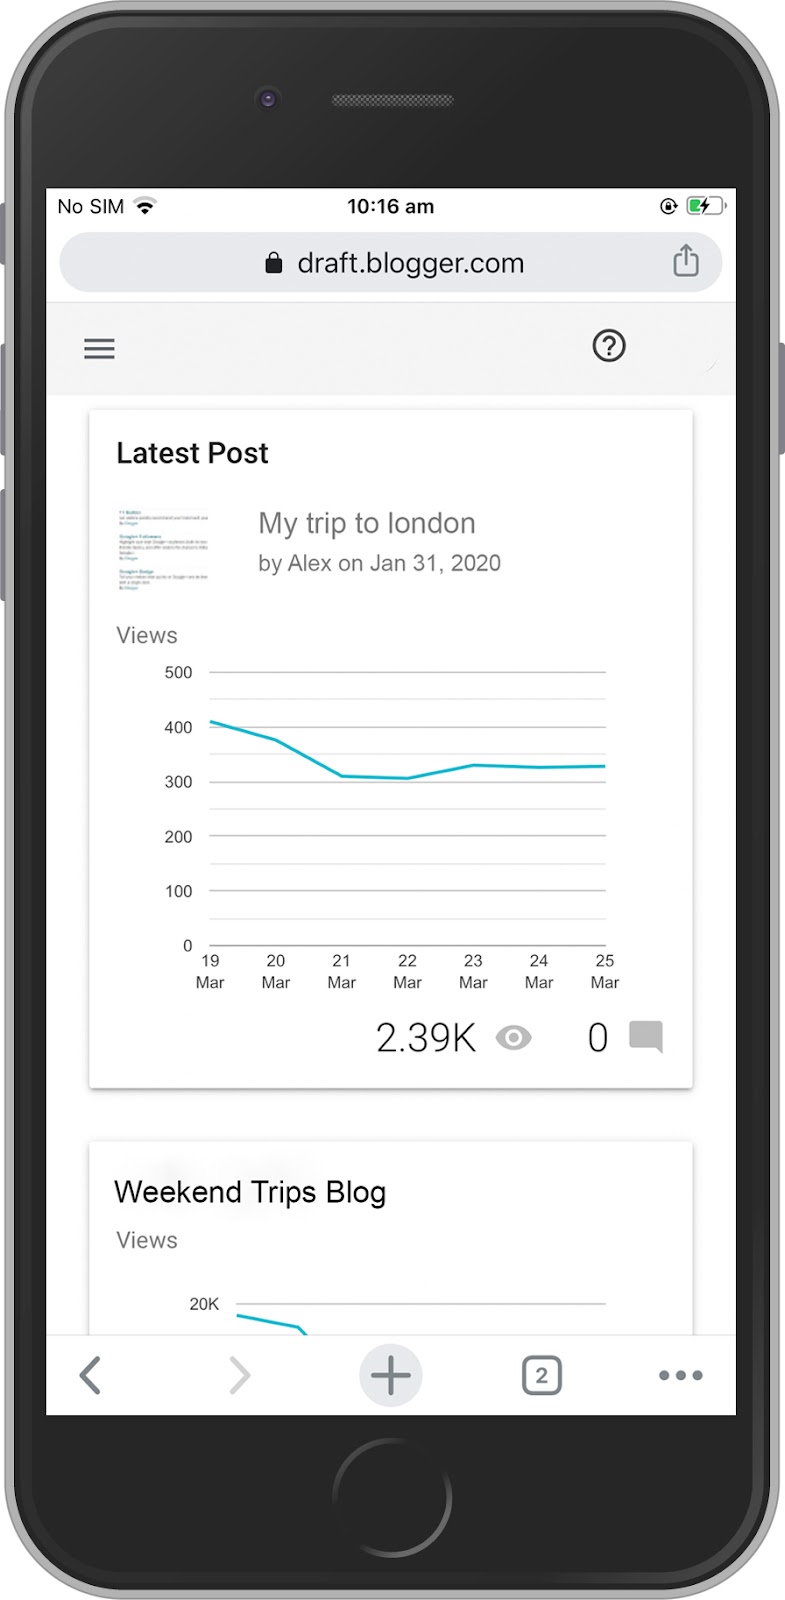 No SIM 10:16 am
draft.blogger.com
Latest Post
My trip to london
by Alex on Jan 31, 2020
Views
500
400
300
200
100
0
19 20 21 22 23 24 25
Mar Mar Mar Mar Mar Mar Mar
2.39K 0
Weekend Trips Blog
Views
20K
2